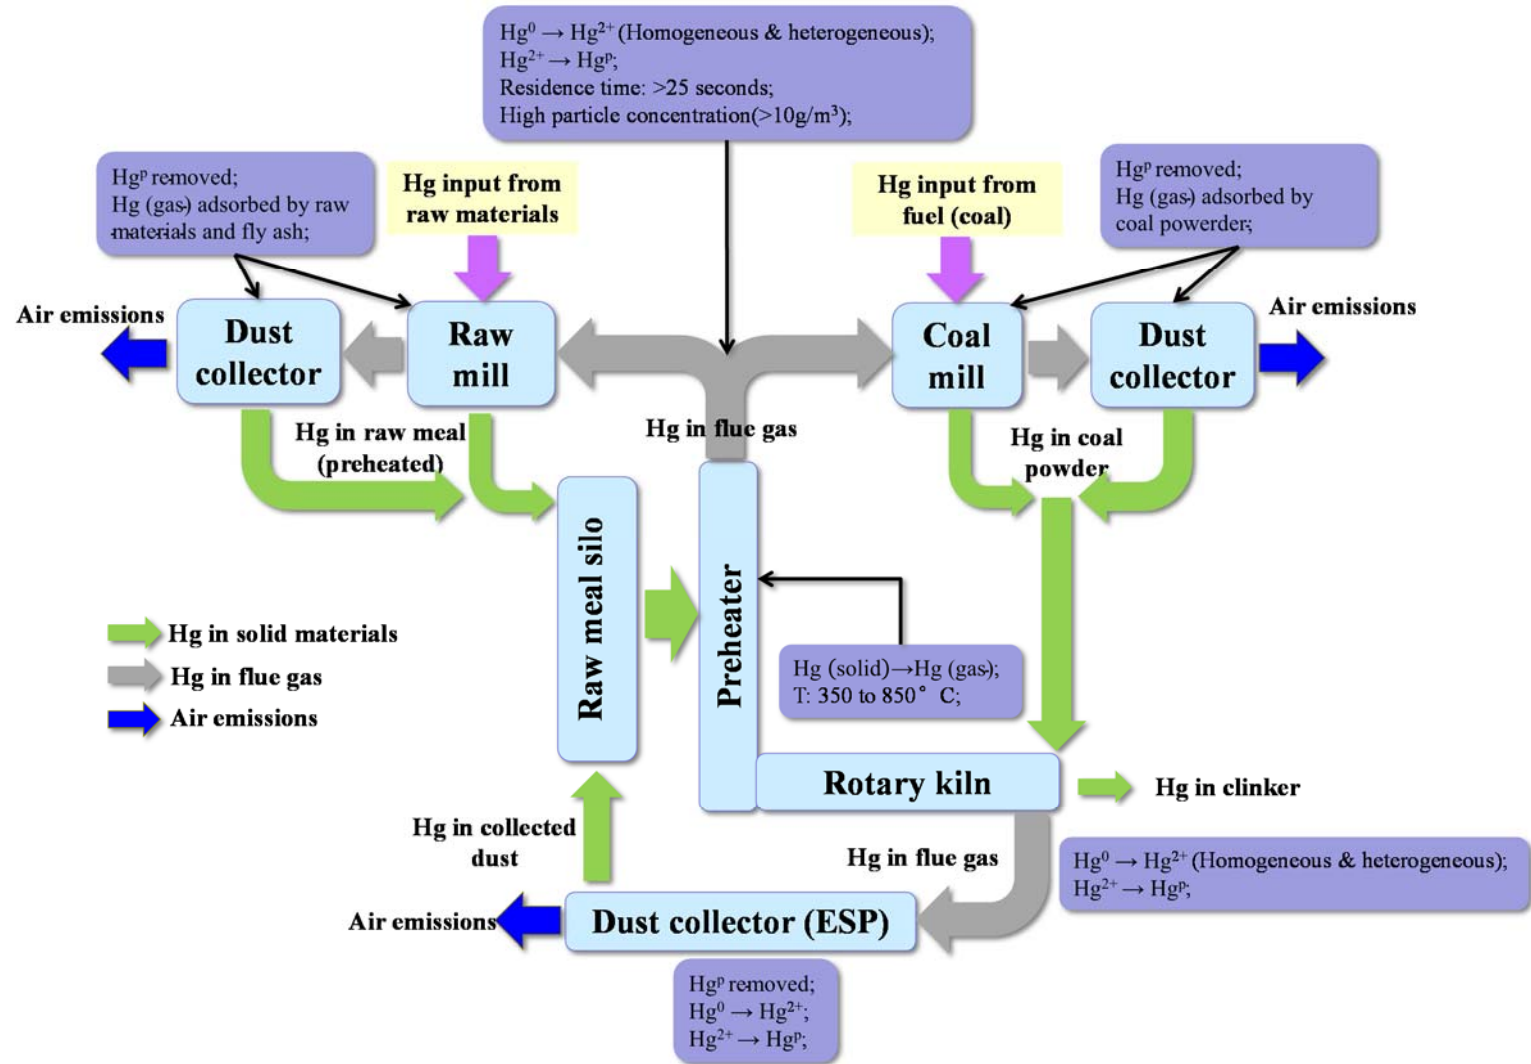 Hg⁰ → Hg²⁺ (Homogeneous & heterogeneous);
Hg²⁺ → Hgᵖ;
Residence time: >25 seconds;
High particle concentration(>10g/m³);
Hgᵖ removed;
Hg (gas) adsorbed by raw
materials and fly ash;
Hg input from
raw materials
Hg input from
fuel (coal)
Hgᵖ removed;
Hg (gas) adsorbed by
coal powerder;
Air emissions
Dust
collector
Raw
mill
Coal
mill
Dust
collector
Air emissions
Hg in raw meal
(preheated)
Hg in flue gas
Hg in coal
powder
Raw meal silo
Preheater
Hg in solid materials
Hg in flue gas
Air emissions
Hg (solid)→Hg (gas);
T: 350 to 850° C;
Rotary kiln
Hg in clinker
Hg in collected
dust
Hg in flue gas
Hg⁰ → Hg²⁺ (Homogeneous & heterogeneous);
Hg²⁺ → Hgᵖ;
Air emissions
Dust collector (ESP)
Hgᵖ removed;
Hg⁰ → Hg²⁺;
Hg²⁺ → Hgᵖ;